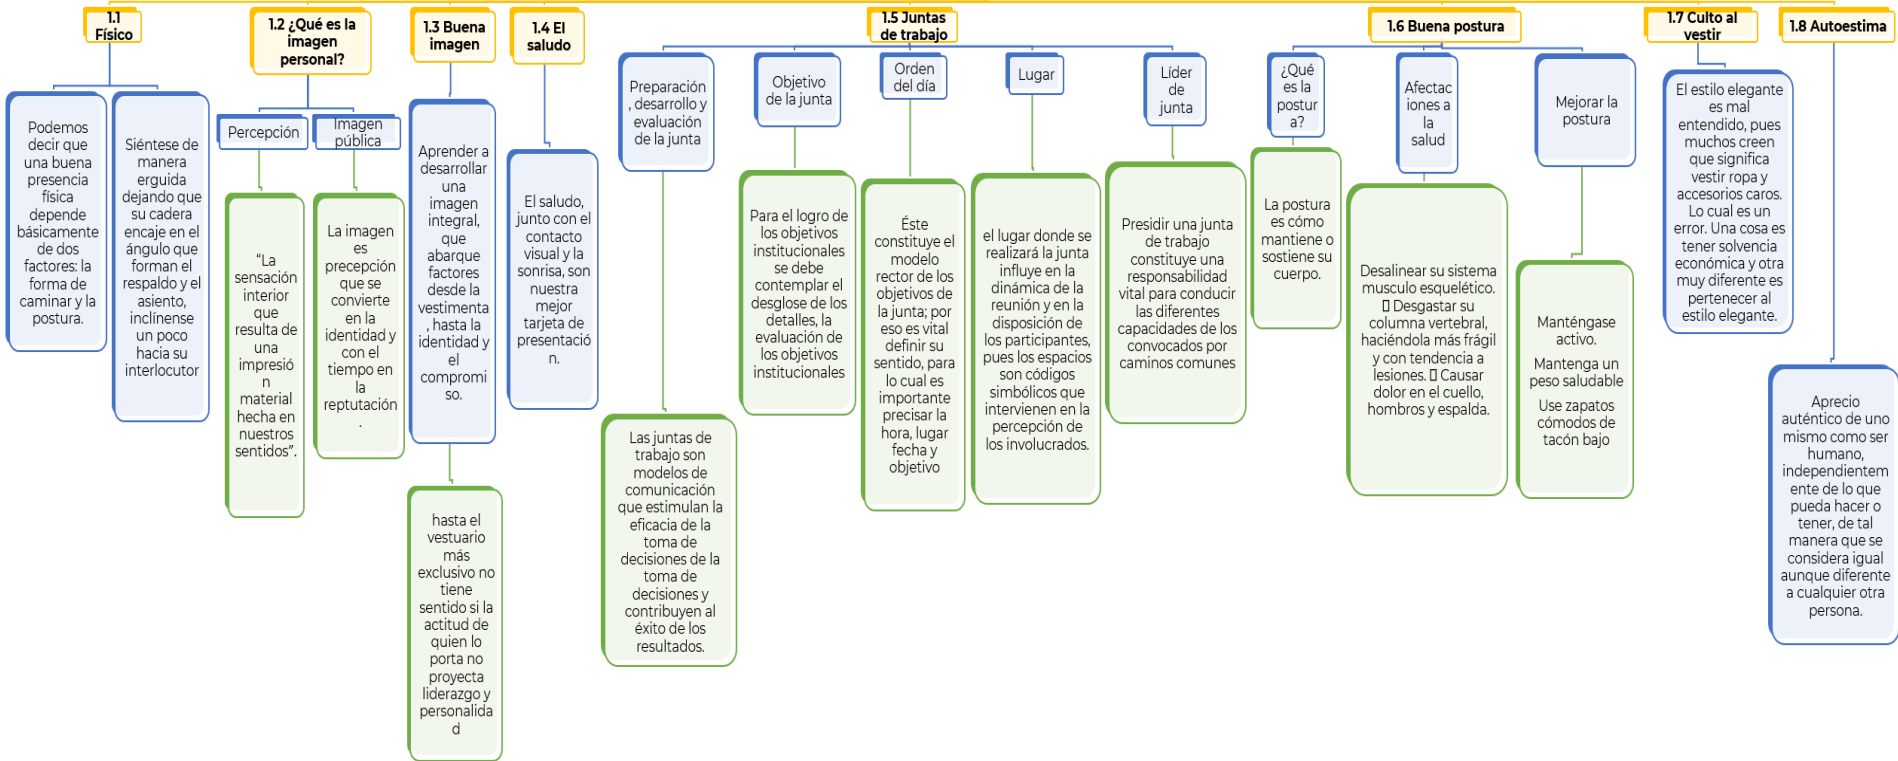 1.1
Físico
Podemos
decir que
una buena
presencia
física
depende
básicamente
de dos
factores: la
forma de
caminar y la
postura.
Siéntese de
manera
erguida
dejando que
su cadera
encaje en el
ángulo que
forman el
respaldo y el
asiento,
inclínense
un poco
hacia su
interlocutor
1.2 ¿Qué es la
imagen
personal?
Percepción
“La
sensación
interior
que
resulta de
una
impresió
n
material
hecha en
nuestros
sentidos”.
Imagen
pública
La imagen
es
precepción
que se
convierte
en la
identidad y
con el
tiempo en
la
reptutación
.
1.3 Buena
imagen
Aprender a
desarrollar
una
imagen
integral,
que
abarque
factores
desde la
vestimenta
, hasta la
identidad y
el
compromi
so.
hasta el
vestuario
más
exclusivo no
tiene
sentido si la
actitud de
quien lo
porta no
proyecta
liderazgo y
personalida
d
1.4 El
saludo
El saludo,
junto con el
contacto
visual y la
sonrisa, son
nuestra
mejor
tarjeta de
presentació
n.
1.5 Juntas
de trabajo
Preparación
, desarrollo y
evaluación
de la junta
Las juntas de
trabajo son
modelos de
comunicación
que estimulan la
eficacia de la
toma de
decisiones de la
toma de
decisiones y
contribuyen al
éxito de los
resultados.
Objetivo
de la junta
Para el logro de
los objetivos
institucionales
se debe
contemplar el
desglose de los
detalles, la
evaluación de
los objetivos
institucionales
Orden
del día
Éste
constituye el
modelo
rector de los
objetivos de
la junta; por
eso es vital
definir su
sentido, para
lo cual es
importante
precisar la
hora, lugar
fecha y
objetivo
Lugar
el lugar donde se
realizará la junta
influye en la
dinámica de la
reunión y en la
disposición de
los participantes,
pues los espacios
son códigos
simbólicos que
intervienen en la
percepción de
los involucrados.
Líder
de
junta
Presidir una junta
de trabajo
constituye una
responsabilidad
vital para conducir
las diferentes
capacidades de los
convocados por
caminos comunes
1.6 Buena postura
¿Qué
es la
postur
a?
La postura
es cómo
mantiene o
sostiene su
cuerpo.
Afectac
iones a
la
salud
Desalinear su sistema
musculo esquelético.
▯ Desgastar su
columna vertebral,
haciéndola más frágil
y con tendencia a
lesiones. ▯ Causar
dolor en el cuello,
hombros y espalda.
Mejorar la
postura
Manténgase
activo.
Mantenga un
peso saludable
Use zapatos
cómodos de
tacón bajo
1.7 Culto al
vestir
El estilo elegante
es mal
entendido, pues
muchos creen
que significa
vestir ropa y
accesorios caros.
Lo cual es un
error. Una cosa es
tener solvencia
económica y otra
muy diferente es
pertenecer al
estilo elegante.
1.8 Autoestima
Aprecio
auténtico de uno
mismo como ser
humano,
independientem
ente de lo que
pueda hacer o
tener, de tal
manera que se
considera igual
aunque diferente
a cualquier otra
persona.